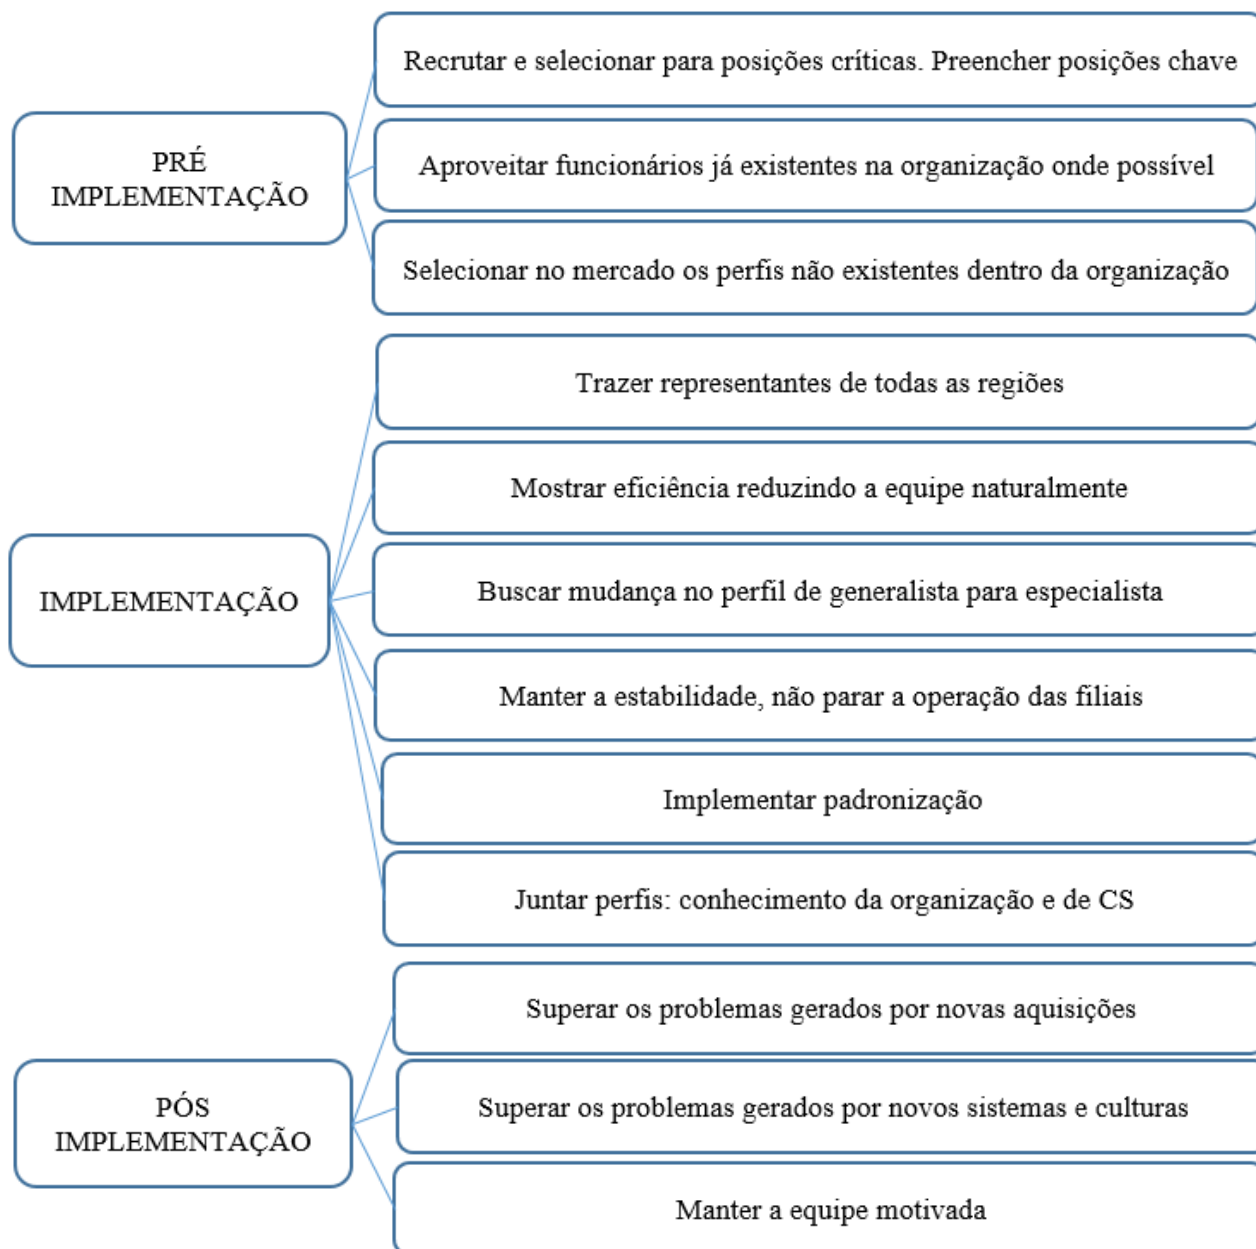 PRÉ
IMPLEMENTAÇÃO
Recrutar e selecionar para posições críticas. Preencher posições chave
Aproveitar funcionários já existentes na organização onde possível
Selecionar no mercado os perfis não existentes dentro da organização
IMPLEMENTAÇÃO
Trazer representantes de todas as regiões
Mostrar eficiência reduzindo a equipe naturalmente
Buscar mudança no perfil de generalista para especialista
Manter a estabilidade, não parar a operação das filiais
Implementar padronização
Juntar perfis: conhecimento da organização e de CS
PÓS
IMPLEMENTAÇÃO
Superar os problemas gerados por novas aquisições
Superar os problemas gerados por novos sistemas e culturas
Manter a equipe motivada